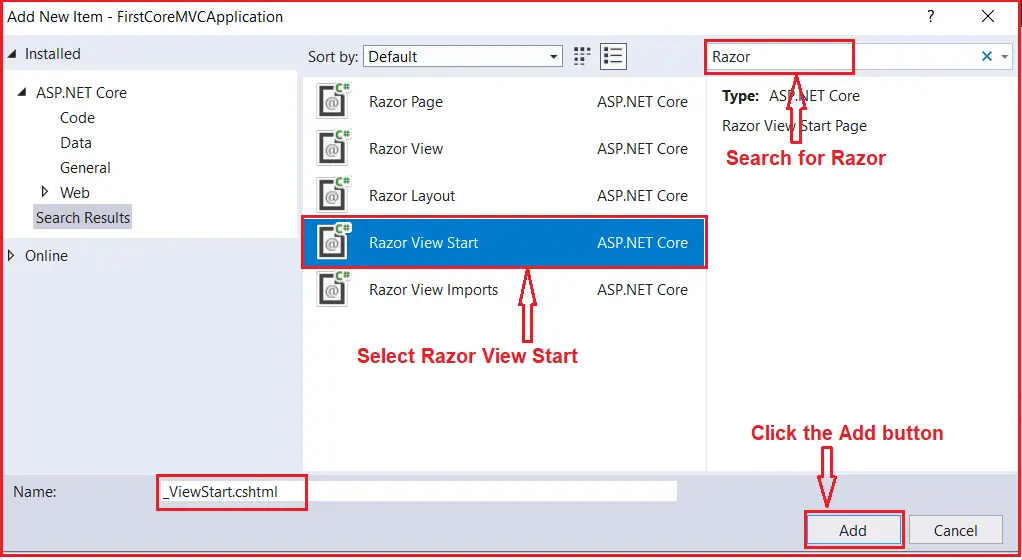 Add New Item - FirstCoreMVCApplication
?
Installed
Sort by: Default
Razor
ASP.NET Core
Code
Data
General
Web
Search Results
Online
C#
@
Razor Page ASP.NET Core
C#
@
Razor View ASP.NET Core
C#
@
Razor Layout ASP.NET Core
C#
@
Razor View Start ASP.NET Core
C#
@
Razor View Imports ASP.NET Core
Select Razor View Start
Type: ASP.NET Core
Razor View Start Page
Search for Razor
Click the Add button
Name: _ViewStart.cshtml
Add Cancel